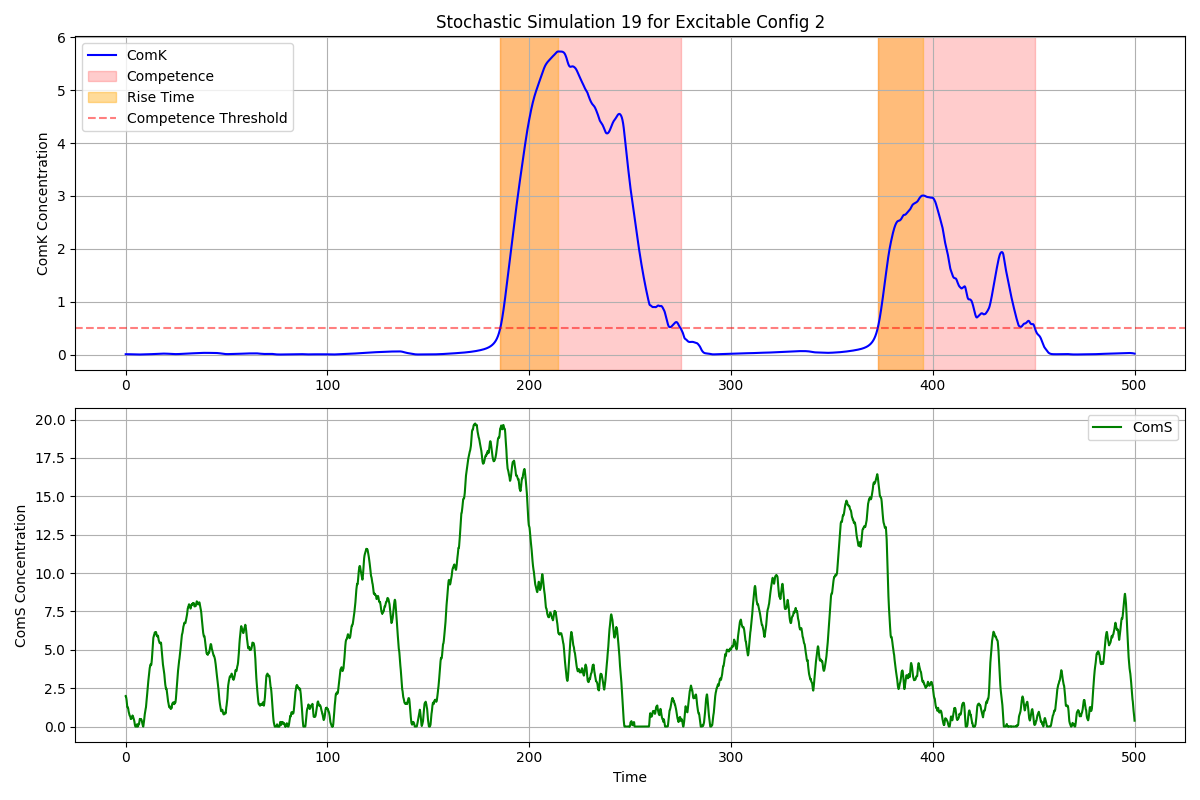 Stochastic Simulation 19 for Excitable Config 2
ComK Concentration
6
5
4
3
2
1
0
ComK
Competence
Rise Time
Competence Threshold
0 100 200 300 400 500
ComS Concentration
20.0
17.5
15.0
12.5
10.0
7.5
5.0
2.5
0.0
ComS
0 100 200 300 400 500
Time